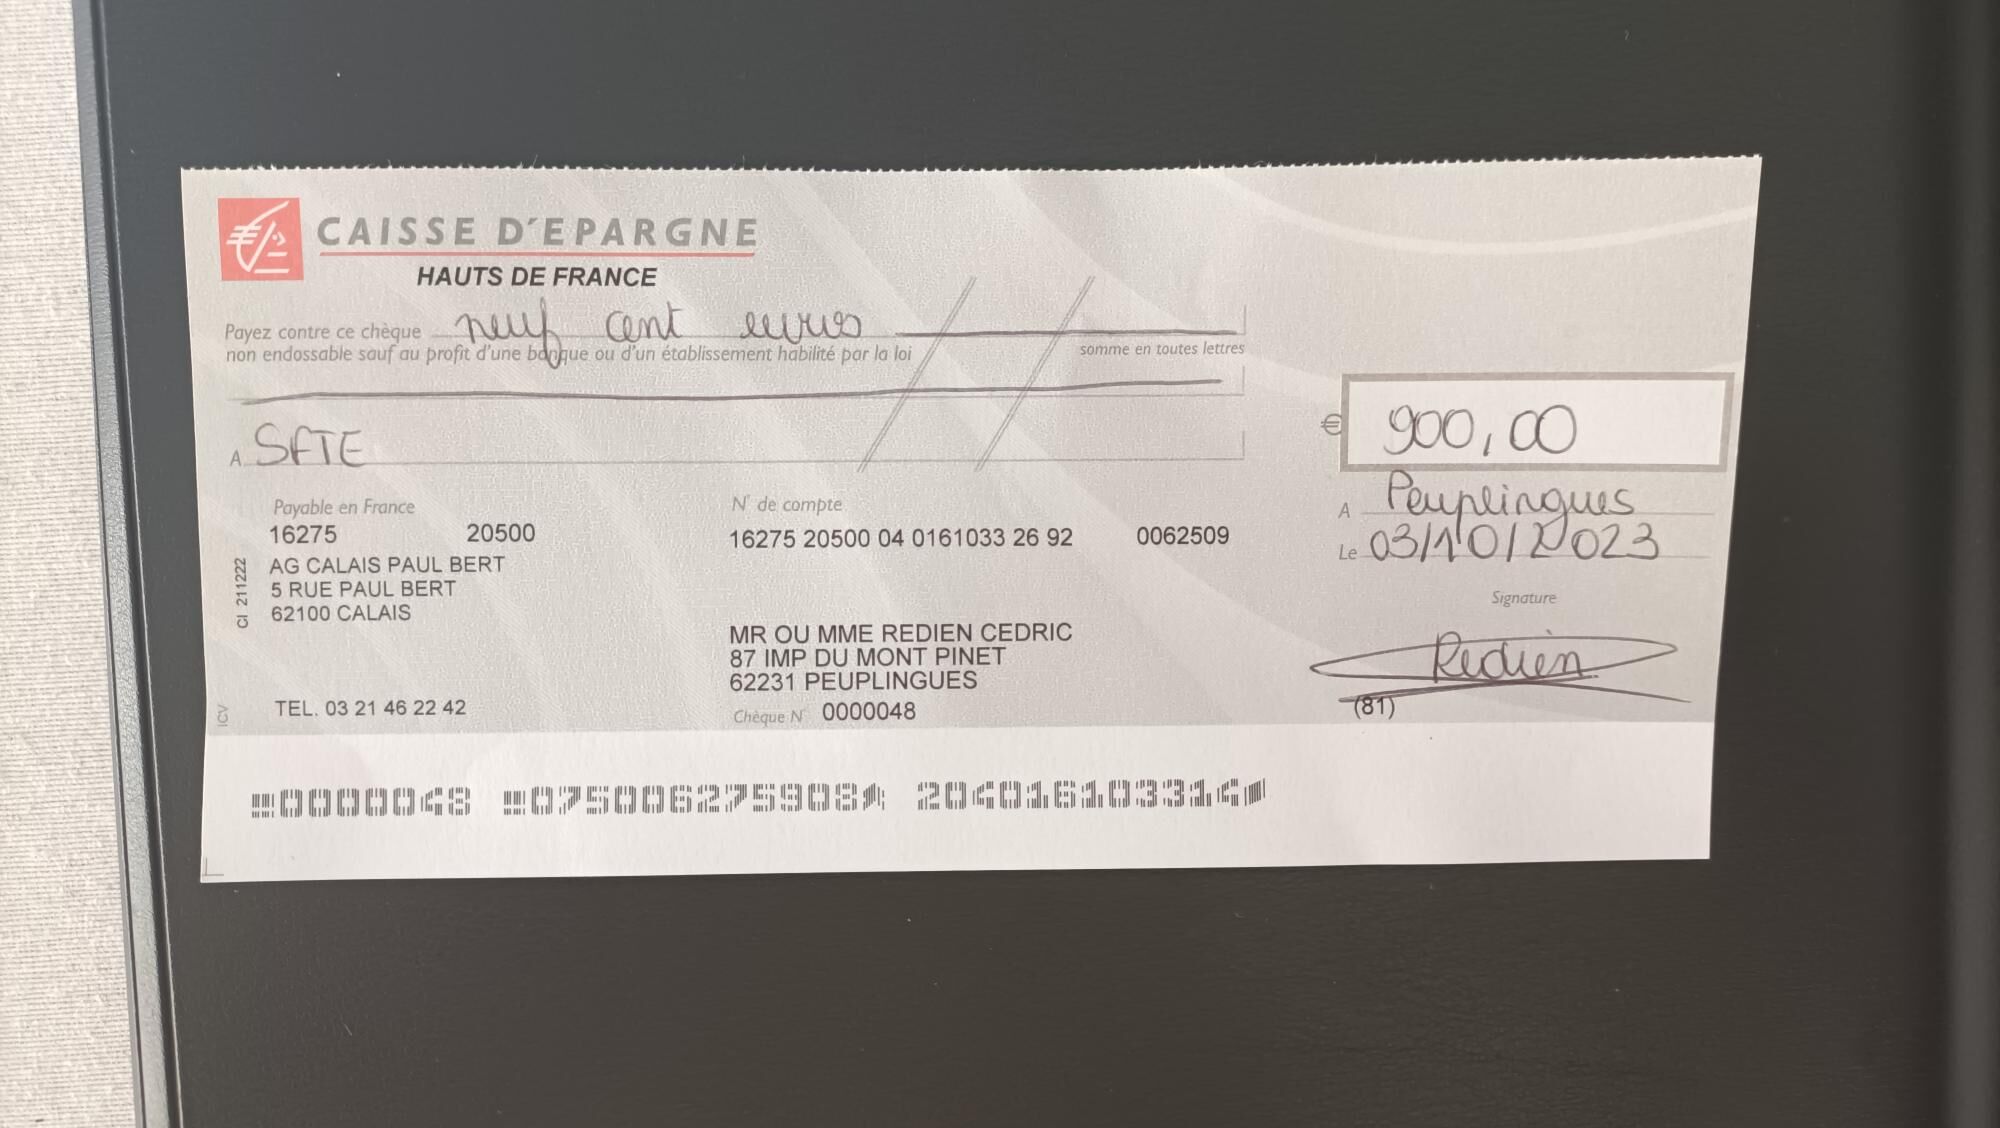 CAISSE D'EPARGNE
HAUTS DE FRANCE
Payez contre ce chèque neuf cent euros
non endossable sauf au profit d'une banque ou d'un établissement habilité par la loi
somme en toutes lettres
€ 900,00
A SFTE
A Peuplingues
Le 03/10/2023
Payable en France
N° de compte
16275 20500
16275 20500 04 0161033 26 92 0062509
AG CALAIS PAUL BERT
5 RUE PAUL BERT
62100 CALAIS
CI 211222
Signature
Redien
MR OU MME REDIEN CEDRIC
87 IMP DU MONT PINET
62231 PEUPLINGUES
ICV
TEL. 03 21 46 22 42
Chèque N° 0000048
(81)
0000048 075006275908 204016103314